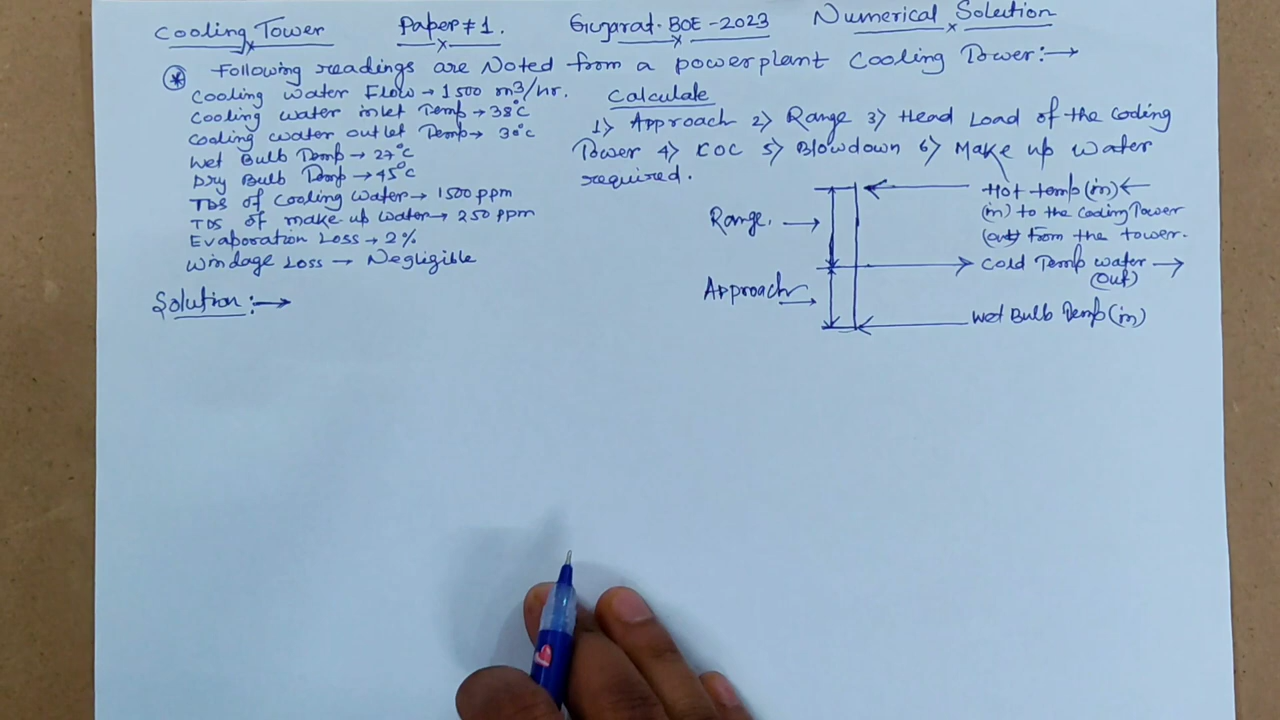 Cooling Tower Paper # 1. Gujarat. BOE - 2023 Numerical Solution
Following readings are Noted from a powerplant Cooling Tower:→
Cooling water Flow → 1500 m3/hr.
Cooling water inlet Temp → 38°C
Cooling water outlet Temp → 30°C
Wet Bulb Temp → 27°C
Dry Bulb Temp → 45°C
TDS of Cooling water → 1500 ppm
TDS of make up water → 250 ppm
Evaporation Loss → 2%
Windage Loss → Negligible
Calculate
1> Approach 2> Range 3> Head Load of the cooling
Tower 4> COC 5> Blowdown 6> Make up water
required.
Range. →
Approach →
Hot temp (in) ←
(in) to the Cooling Tower
(out) from the tower.
Cold Temp water →
(Out)
Wet Bulb Temp (in)
Solution :→